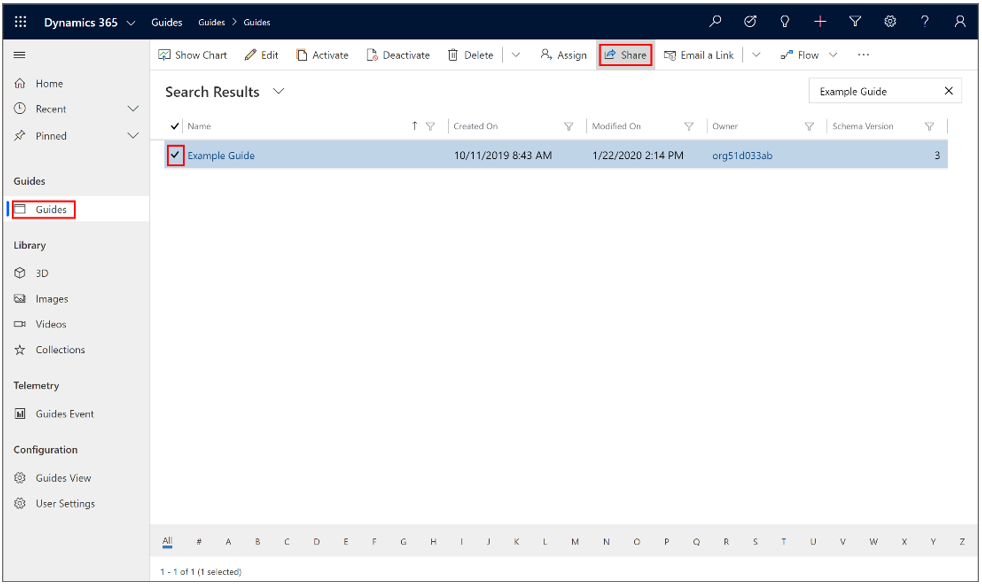 Dynamics 365 Guides Guides > Guides
Show Chart Edit Activate Deactivate Delete Assign Share Email a Link Flow ...
Home
Recent
Pinned
Guides
Guides
Library
3D
Images
Videos
Collections
Telemetry
Guides Event
Configuration
Guides View
User Settings
Search Results Example Guide
Name Created On Modified On Owner Schema Version
Example Guide 10/11/2019 8:43 AM 1/22/2020 2:14 PM org51d033ab 3
All # A B C D E F G H I J K L M N O P Q R S T U V W X Y Z
1 - 1 of 1 (1 selected)